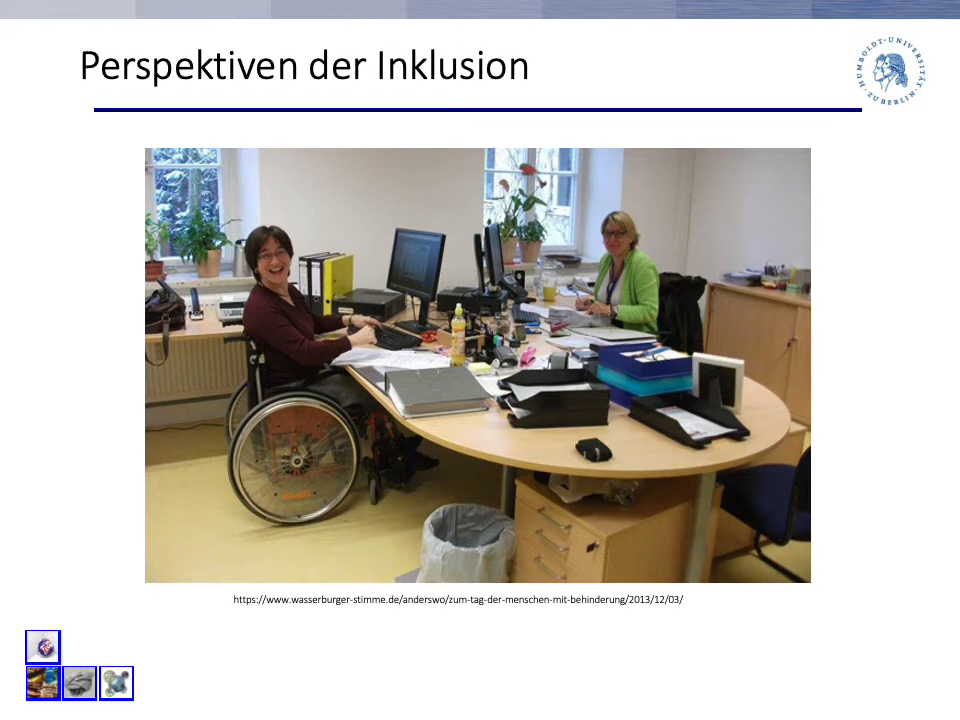 Perspektiven der Inklusion
HUMBOLDT-UNIVERSITÄT
ZU BERLIN
https://www.wasserburger-stimme.de/anderswo/zum-tag-der-menschen-mit-behinderung/2013/12/03/